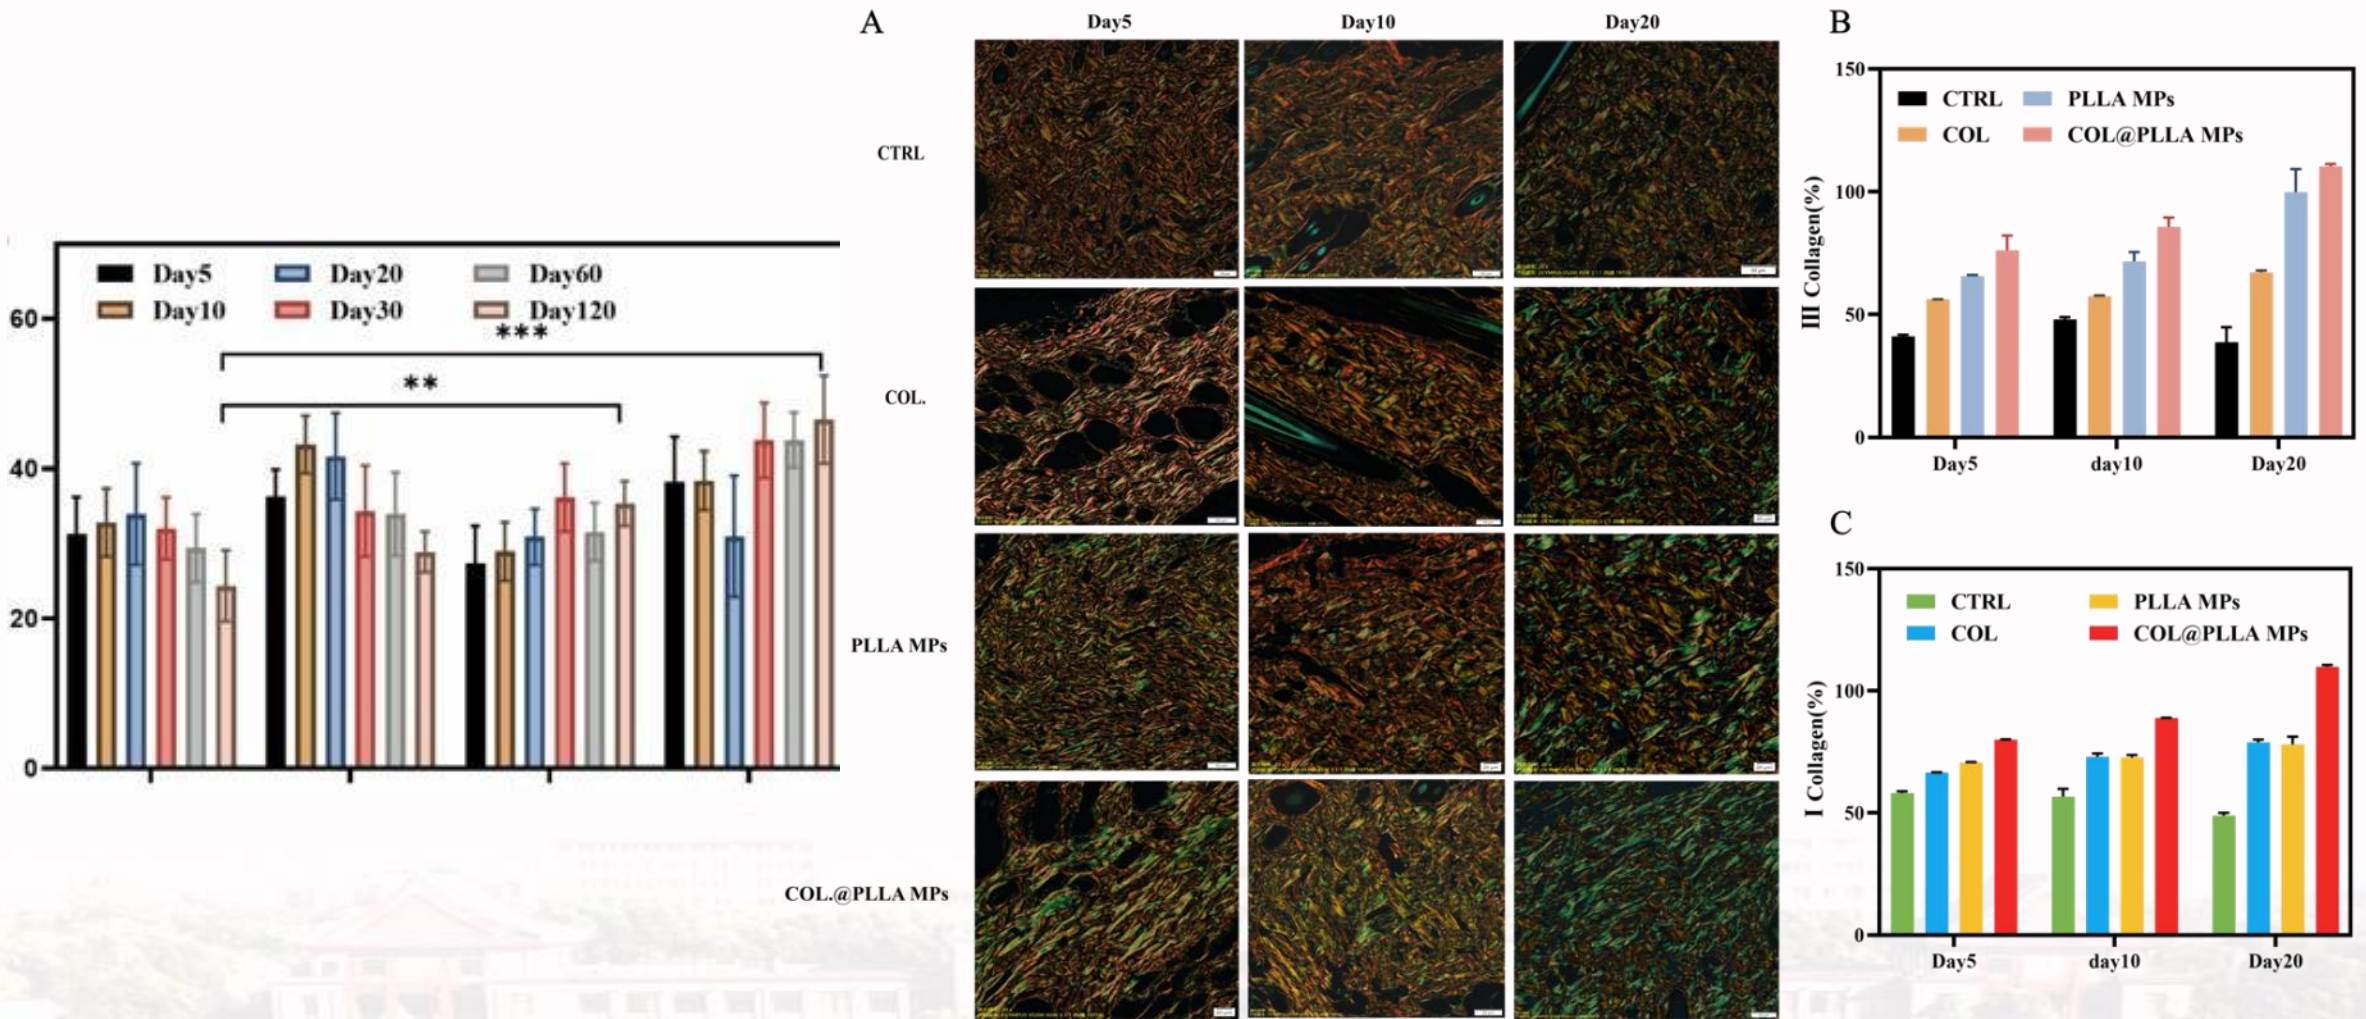 Day5 Day20 Day60
Day10 Day30 Day120
***
**
60
40
20
0
A
Day5 Day10 Day20
CTRL
COL.
PLLA MPs
COL.@PLLA MPs
B
150
100
50
0
III Collagen(%)
CTRL PLLA MPs
COL COL@PLLA MPs
Day5 day10 Day20
C
150
100
50
0
I Collagen(%)
CTRL PLLA MPs
COL COL@PLLA MPs
Day5 day10 Day20